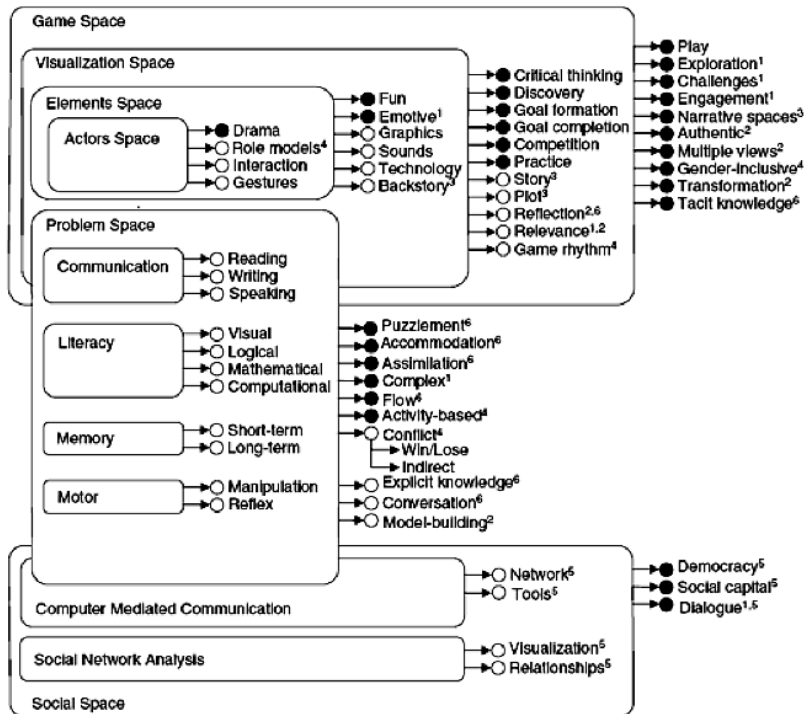 Game Space
Visualization Space
Elements Space
Actors Space
Drama
Role models⁴
Interaction
Gestures
Fun
Emotive¹
Graphics
Sounds
Technology
Backstory³
Critical thinking
Discovery
Goal formation
Goal completion
Competition
Practice
Story³
Plot³
Reflection²,⁶
Relevance¹,²
Game rhythm⁴
Play
Exploration¹
Challenges¹
Engagement¹
Narrative spaces³
Authentic²
Multiple views²
Gender-inclusive⁴
Transformation²
Tacit knowledge⁶
Problem Space
Communication
Reading
Writing
Speaking
Literacy
Visual
Logical
Mathematical
Computational
Memory
Short-term
Long-term
Motor
Manipulation
Reflex
Puzzlement⁶
Accommodation⁶
Assimilation⁶
Complex¹
Flow⁶
Activity-based⁴
Conflict⁴
Win/Lose
Indirect
Explicit knowledge⁶
Conversation⁶
Model-building²
Computer Mediated Communication
Network⁵
Tools⁵
Social Network Analysis
Visualization⁵
Relationships⁵
Social Space
Democracy⁵
Social capital⁵
Dialogue¹,⁵